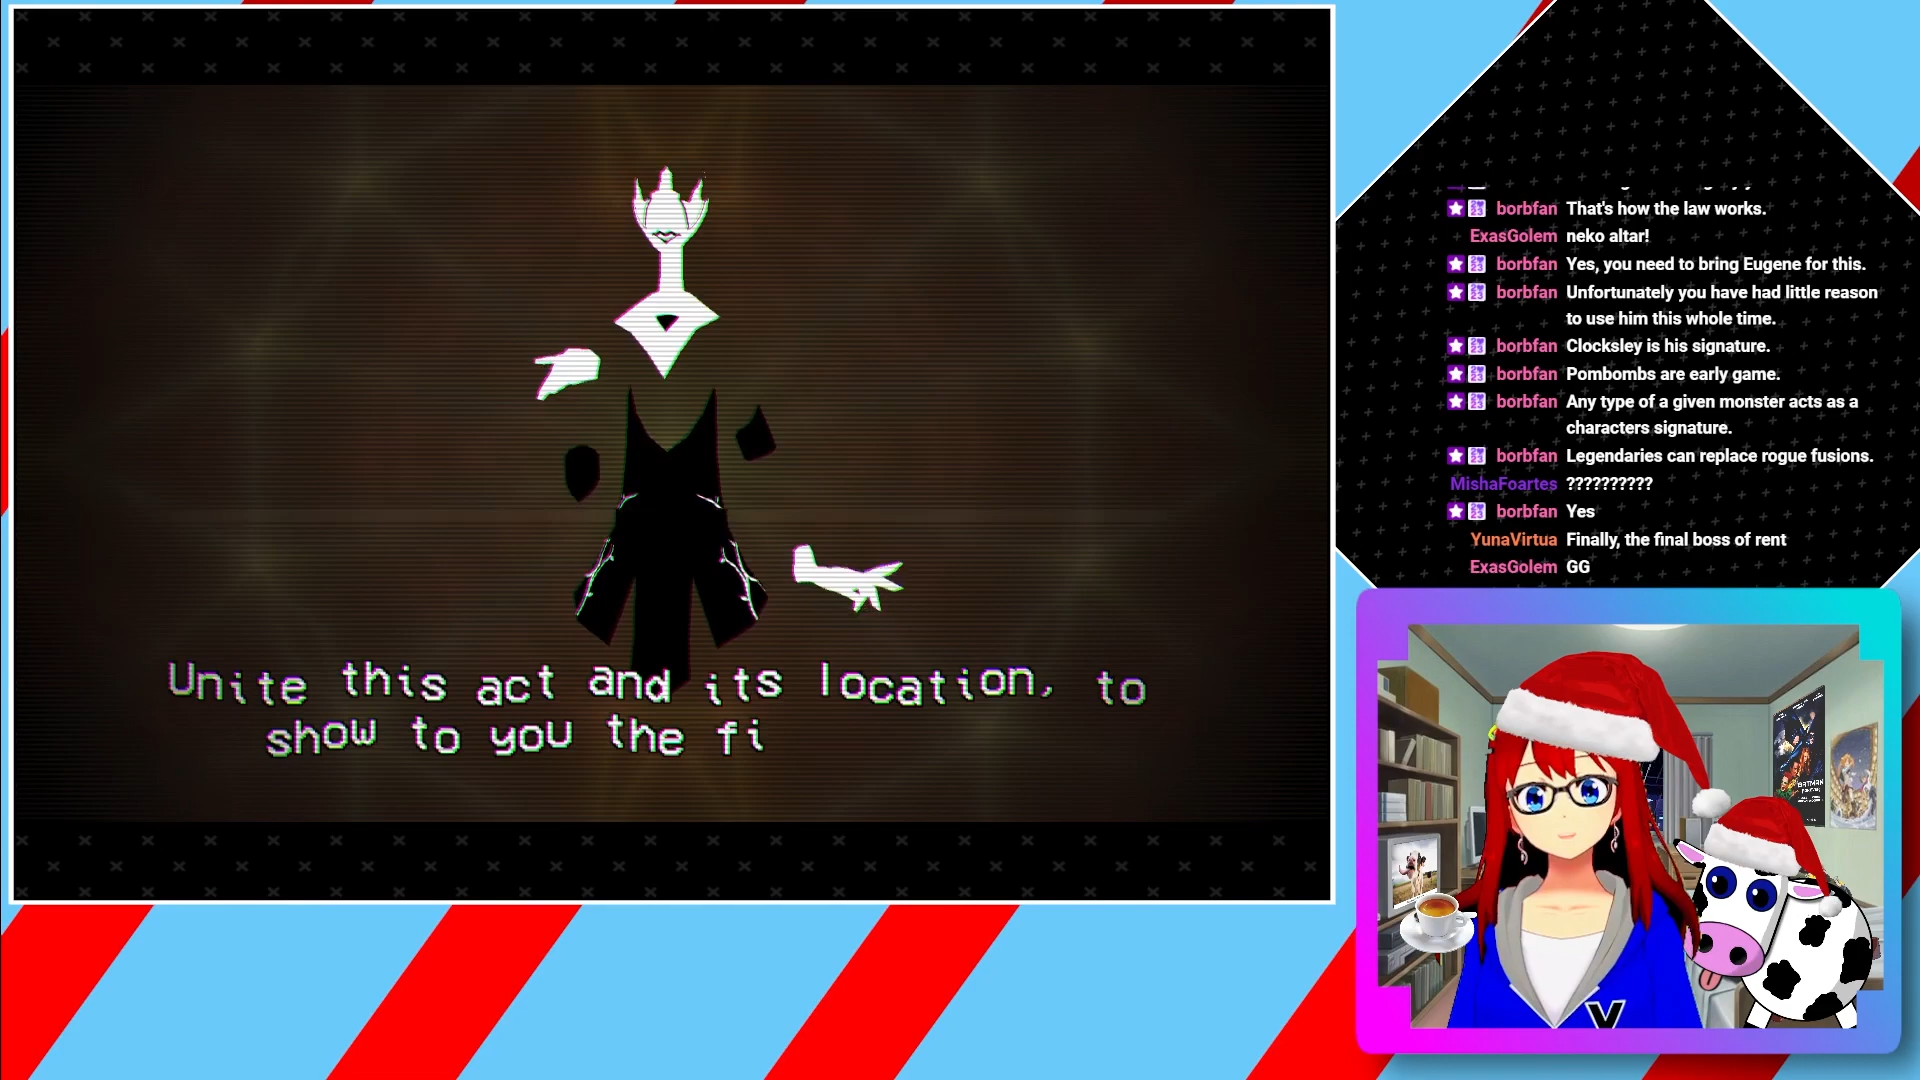 Unite this act and its location, to
show to you the fi
borbfan That's how the law works.
ExasGolem neko altar!
borbfan Yes, you need to bring Eugene for this.
borbfan Unfortunately you have had little reason
to use him this whole time.
borbfan Clocksley is his signature.
borbfan Pombombs are early game.
borbfan Any type of a given monster acts as a
characters signature.
borbfan Legendaries can replace rogue fusions.
MishaFoartes ??????????
borbfan Yes
YunaVirtua Finally, the final boss of rent
ExasGolem GG
V